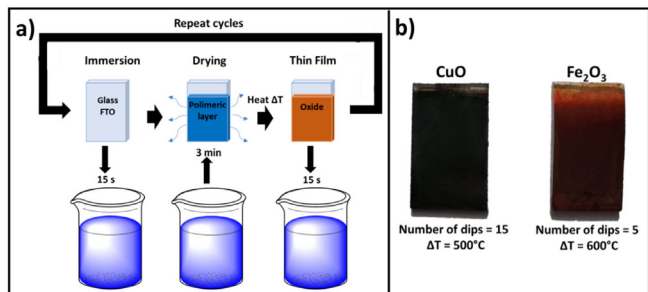 a)
Repeat cycles
Immersion
Drying
Thin Film
Glass
FTO
Polimeric
layer
Heat ΔT
Oxide
15 s
3 min
15 s
b)
CuO
Fe₂O₃
Number of dips = 15
ΔT = 500°C
Number of dips = 5
ΔT = 600°C